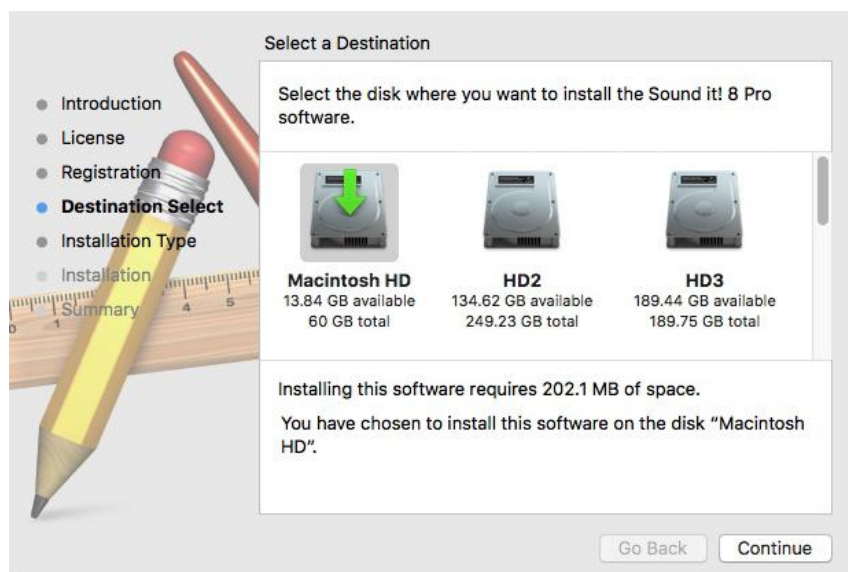 Select a Destination
Introduction
License
Registration
Destination Select
Installation Type
Installation
Summary
Select the disk where you want to install the Sound it! 8 Pro
software.
Macintosh HD
13.84 GB available
60 GB total
HD2
134.62 GB available
249.23 GB total
HD3
189.44 GB available
189.75 GB total
Installing this software requires 202.1 MB of space.
You have chosen to install this software on the disk “Macintosh
HD”.
0 1 4 5
Go Back
Continue